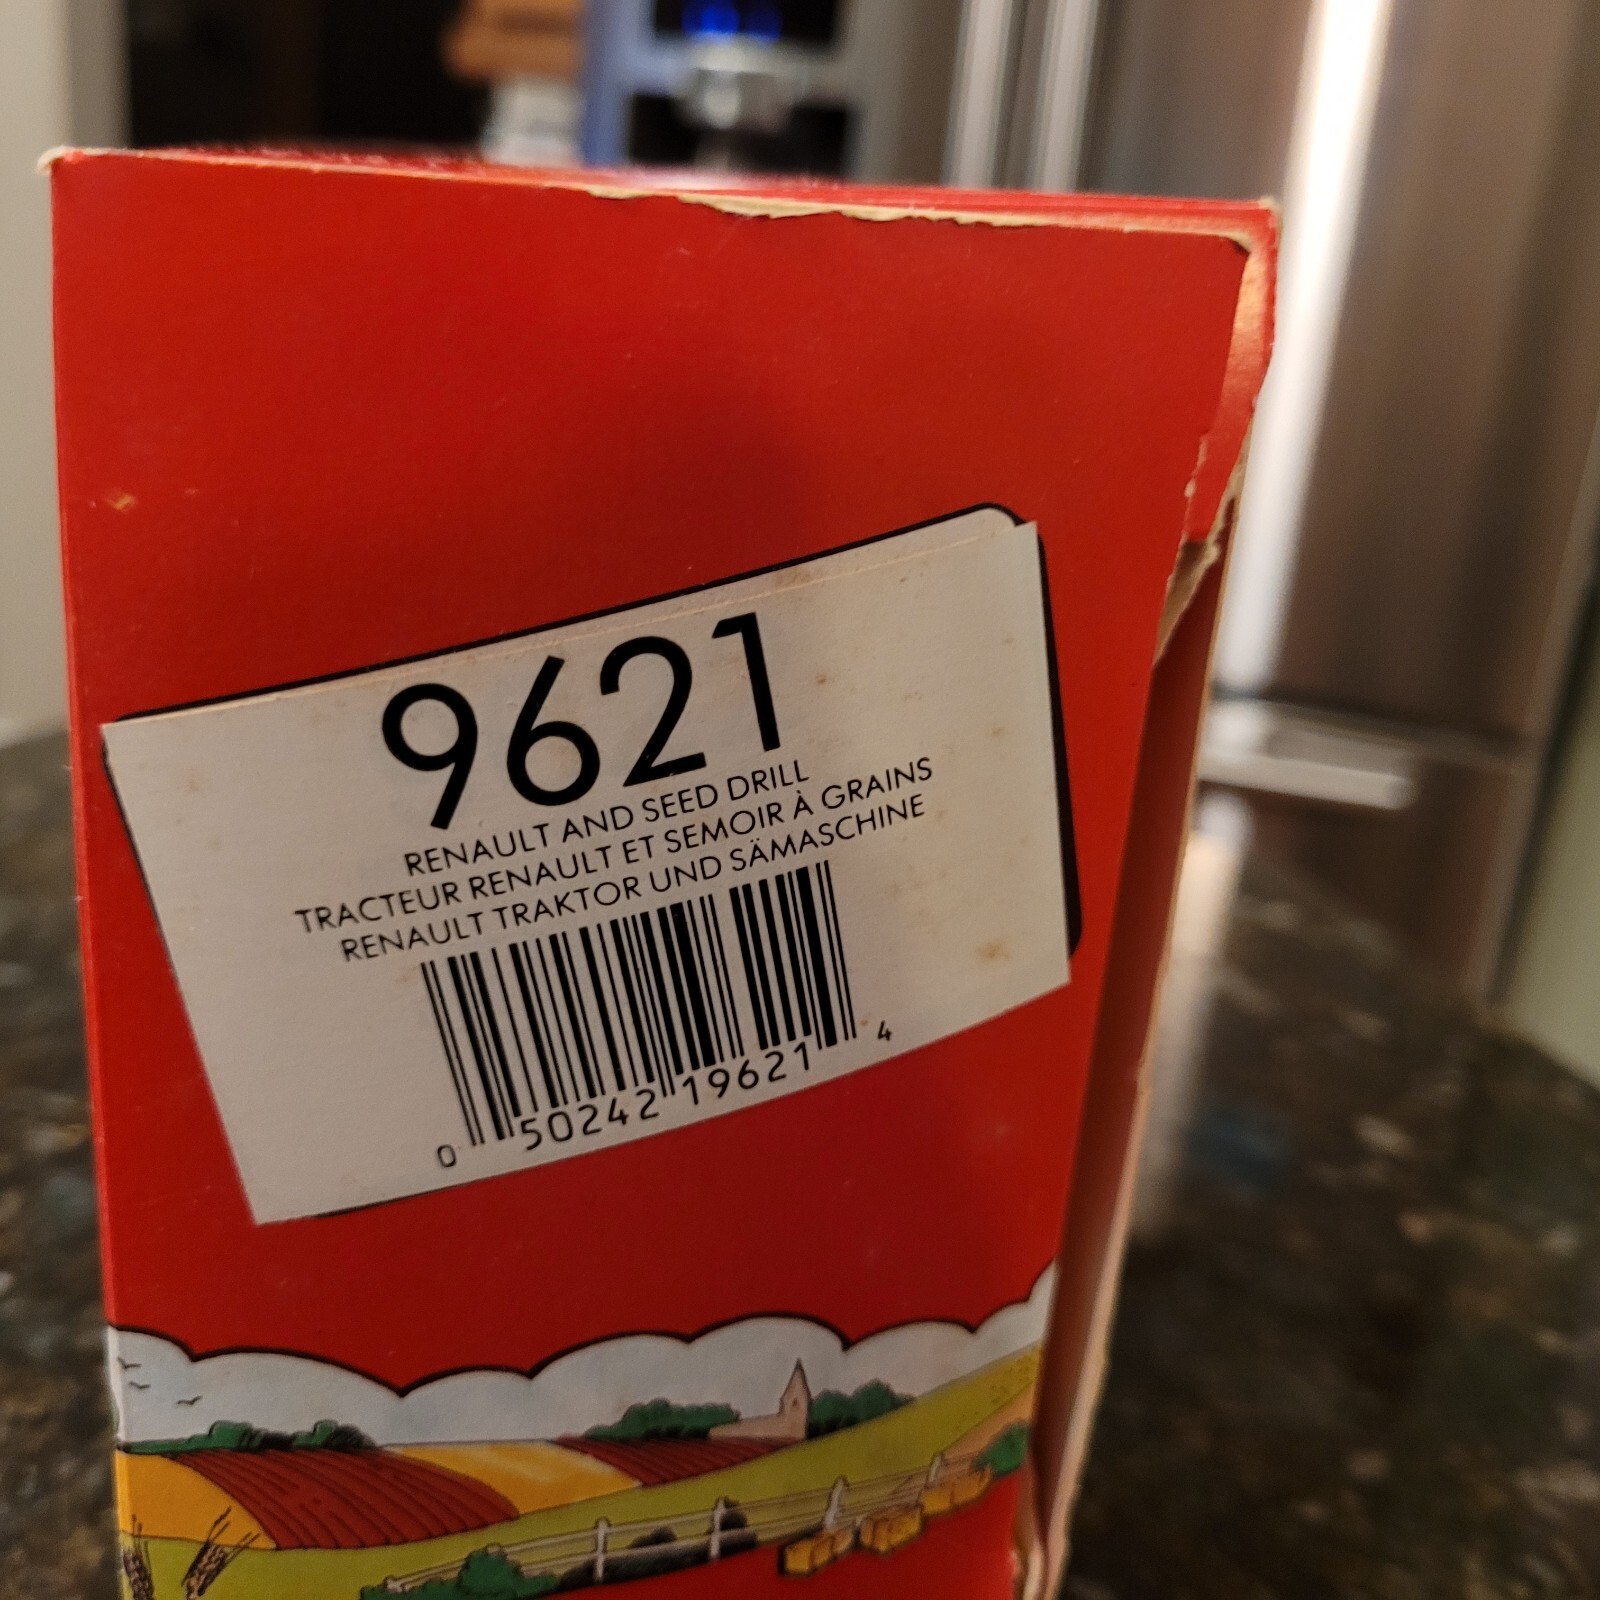 9621
RENAULT AND SEED DRILL
TRACTEUR RENAULT ET SEMOIR À GRAINS
RENAULT TRAKTOR UND SÄMASCHINE
0 50242 19621 4